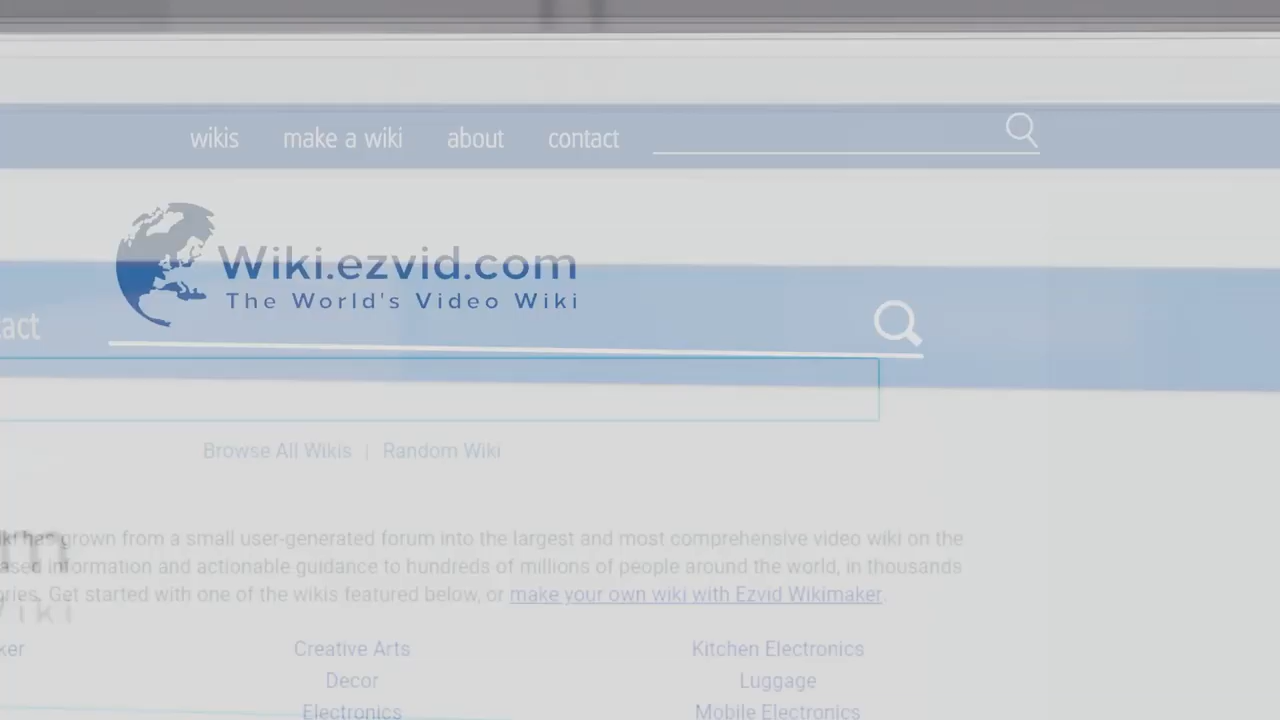 wikis make a wiki about contact
Wiki.ezvid.com
The World's Video Wiki
Browse All Wikis | Random Wiki
has grown from a small user-generated forum into the largest and most comprehensive video wiki on the
information and actionable guidance to hundreds of millions of people around the world, in thousands
Get started with one of the wikis featured below, or make your own wiki with Ezvid Wikimaker.
Creative Arts Kitchen Electronics
Decor Luggage
Electronics Mobile Electronics